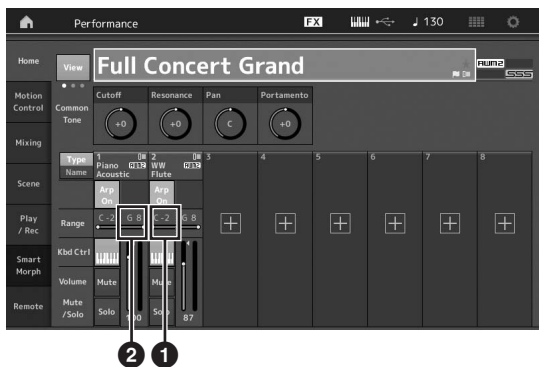 Performance FX 130
Home View Full Concert Grand AWM2
Motion Control Common Tone Cutoff +0 Resonance +0 Pan C Portamento +0
Mixing
Type Name 1 Piano Acoustic AWM2 2 WW Flute AWM2 3 4 5 6 7 8
Scene Arp On Arp On
Play / Rec Range C -2 G 8 C -2 G 8
Smart Morph Kbd Ctrl
Volume Mute Mute
Remote Mute /Solo Solo 100 Solo 87
2 1